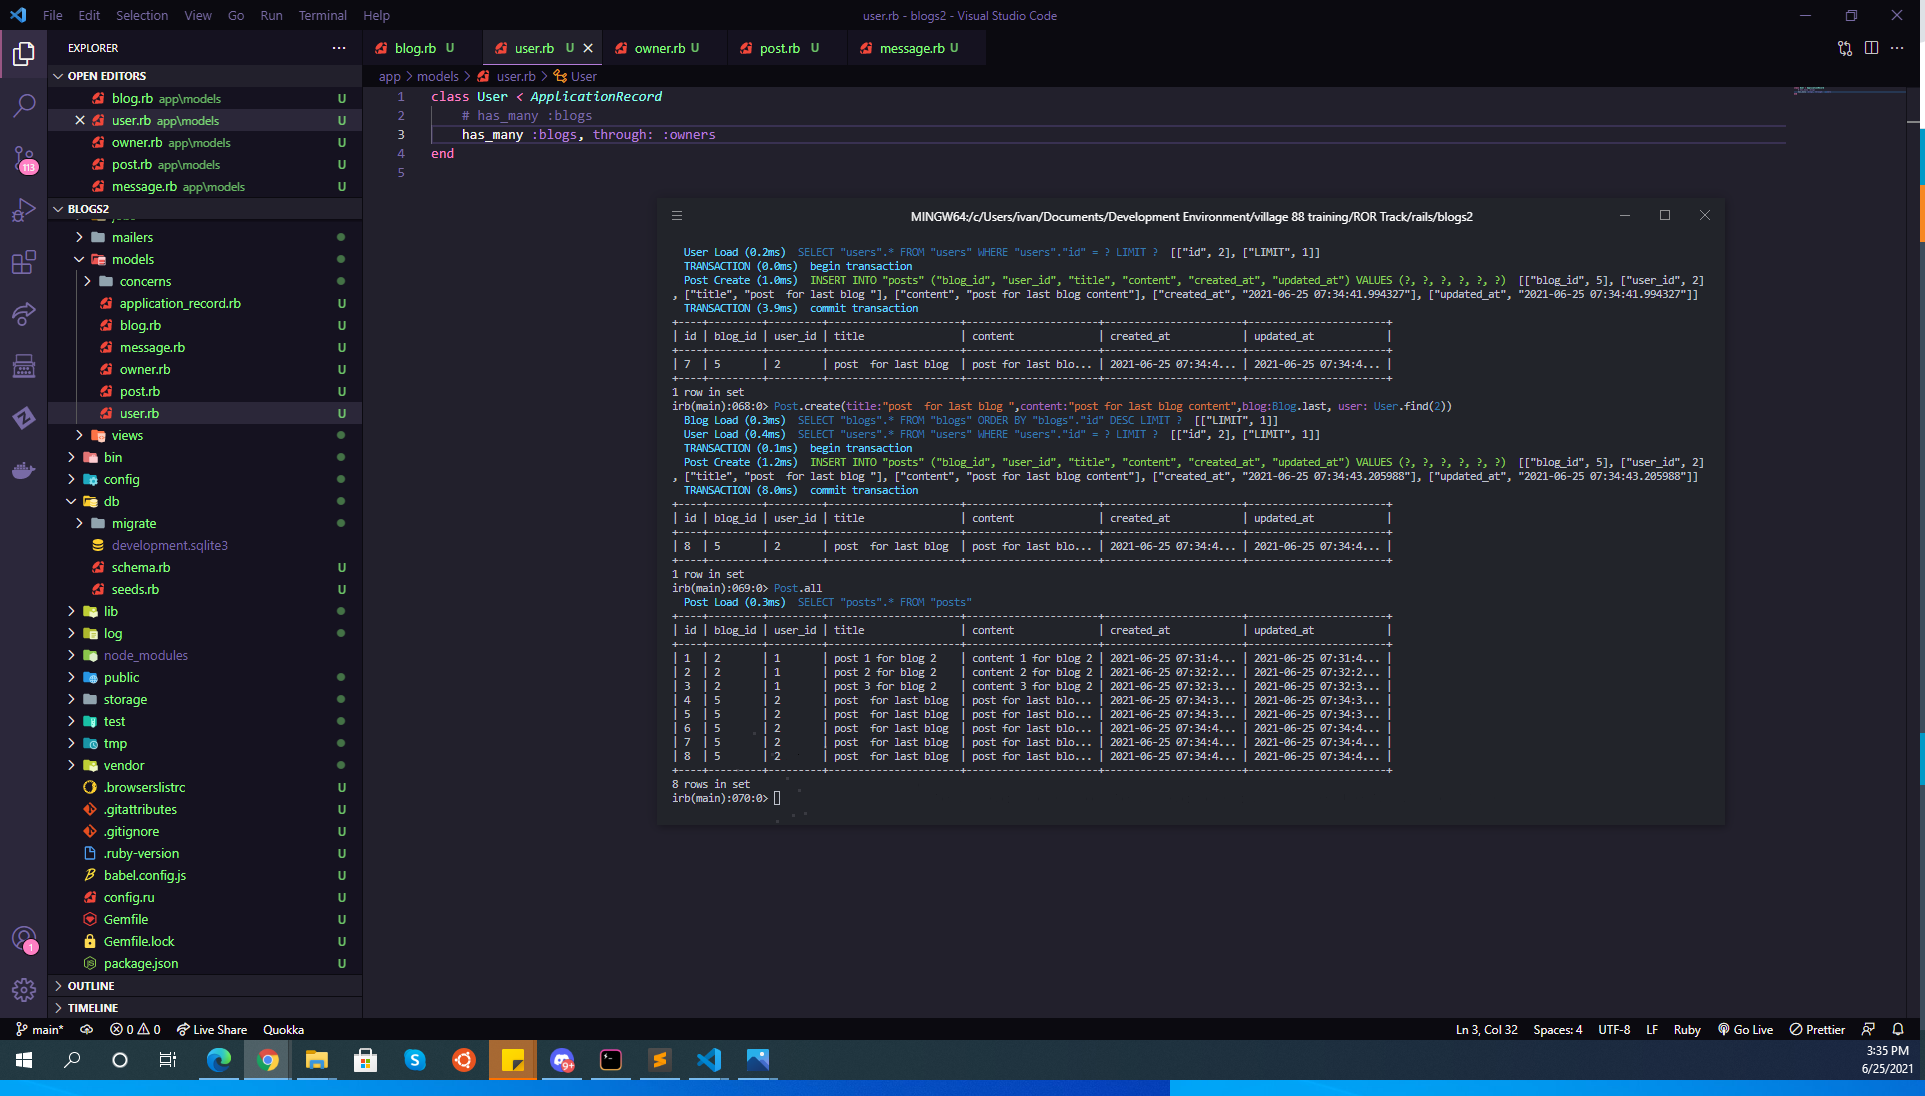 File Edit Selection View Go Run Terminal Help
user.rb - blogs2 - Visual Studio Code
EXPLORER
OPEN EDITORS
blog.rb app\models U
user.rb app\models U
owner.rb app\models U
post.rb app\models U
message.rb app\models U
BLOGS2
mailers
models
concerns
application_record.rb U
blog.rb U
message.rb U
owner.rb U
post.rb U
user.rb U
views
bin
config
db
migrate
development.sqlite3
schema.rb U
seeds.rb U
lib
log
node_modules
public
storage
test
tmp
vendor
.browserslistrc U
.gitattributes U
.gitignore U
.ruby-version U
babel.config.js U
config.ru U
Gemfile U
Gemfile.lock U
package.json U
OUTLINE
TIMELINE
113
1
blog.rb U user.rb U owner.rb U post.rb U message.rb U
app > models > user.rb > User
1 class User < ApplicationRecord
2 # has_many :blogs
3 has_many :blogs, through: :owners
4 end
5
MINGW64:/c/Users/ivan/Documents/Development Environment/village 88 training/ROR Track/rails/blogs2
User Load (0.2ms) SELECT "users".* FROM "users" WHERE "users"."id" = ? LIMIT ? [["id", 2], ["LIMIT", 1]]
TRANSACTION (0.0ms) begin transaction
Post Create (1.0ms) INSERT INTO "posts" ("blog_id", "user_id", "title", "content", "created_at", "updated_at") VALUES (?, ?, ?, ?, ?, ?) [["blog_id", 5], ["user_id", 2]
, ["title", "post  for last blog "], ["content", "post for last blog content"], ["created_at", "2021-06-25 07:34:41.994327"], ["updated_at", "2021-06-25 07:34:41.994327"]]
TRANSACTION (3.9ms) commit transaction
+----+---------+---------+----------------------+----------------------+-----------------------+-----------------------+
| id | blog_id | user_id | title | content | created_at | updated_at |
+----+---------+---------+----------------------+----------------------+-----------------------+-----------------------+
| 7 | 5 | 2 | post  for last blog | post for last blo... | 2021-06-25 07:34:4... | 2021-06-25 07:34:4... |
+----+---------+---------+----------------------+----------------------+-----------------------+-----------------------+
1 row in set
irb(main):068:0> Post.create(title:"post  for last blog ",content:"post for last blog content",blog:Blog.last, user: User.find(2))
Blog Load (0.3ms) SELECT "blogs".* FROM "blogs" ORDER BY "blogs"."id" DESC LIMIT ? [["LIMIT", 1]]
User Load (0.4ms) SELECT "users".* FROM "users" WHERE "users"."id" = ? LIMIT ? [["id", 2], ["LIMIT", 1]]
TRANSACTION (0.1ms) begin transaction
Post Create (1.2ms) INSERT INTO "posts" ("blog_id", "user_id", "title", "content", "created_at", "updated_at") VALUES (?, ?, ?, ?, ?, ?) [["blog_id", 5], ["user_id", 2]
, ["title", "post  for last blog "], ["content", "post for last blog content"], ["created_at", "2021-06-25 07:34:43.205988"], ["updated_at", "2021-06-25 07:34:43.205988"]]
TRANSACTION (8.0ms) commit transaction
+----+---------+---------+----------------------+----------------------+-----------------------+-----------------------+
| id | blog_id | user_id | title | content | created_at | updated_at |
+----+---------+---------+----------------------+----------------------+-----------------------+-----------------------+
| 8 | 5 | 2 | post  for last blog | post for last blo... | 2021-06-25 07:34:4... | 2021-06-25 07:34:4... |
+----+---------+---------+----------------------+----------------------+-----------------------+-----------------------+
1 row in set
irb(main):069:0> Post.all
Post Load (0.3ms) SELECT "posts".* FROM "posts"
+----+---------+---------+----------------------+----------------------+-----------------------+-----------------------+
| id | blog_id | user_id | title | content | created_at | updated_at |
+----+---------+---------+----------------------+----------------------+-----------------------+-----------------------+
| 1 | 2 | 1 | post 1 for blog 2 | content 1 for blog 2 | 2021-06-25 07:31:4... | 2021-06-25 07:31:4... |
| 2 | 2 | 1 | post 2 for blog 2 | content 2 for blog 2 | 2021-06-25 07:32:2... | 2021-06-25 07:32:2... |
| 3 | 2 | 1 | post 3 for blog 2 | content 3 for blog 2 | 2021-06-25 07:32:3... | 2021-06-25 07:32:3... |
| 4 | 5 | 2 | post  for last blog | post for last blo... | 2021-06-25 07:34:3... | 2021-06-25 07:34:3... |
| 5 | 5 | 2 | post  for last blog | post for last blo... | 2021-06-25 07:34:3... | 2021-06-25 07:34:3... |
| 6 | 5 | 2 | post  for last blog | post for last blo... | 2021-06-25 07:34:4... | 2021-06-25 07:34:4... |
| 7 | 5 | 2 | post  for last blog | post for last blo... | 2021-06-25 07:34:4... | 2021-06-25 07:34:4... |
| 8 | 5 | 2 | post  for last blog | post for last blo... | 2021-06-25 07:34:4... | 2021-06-25 07:34:4... |
+----+---------+---------+----------------------+----------------------+-----------------------+-----------------------+
8 rows in set
irb(main):070:0>
main* 0 0 Live Share Quokka
Ln 3, Col 32 Spaces: 4 UTF-8 LF Ruby Go Live Prettier
9+
3:35 PM
6/25/2021